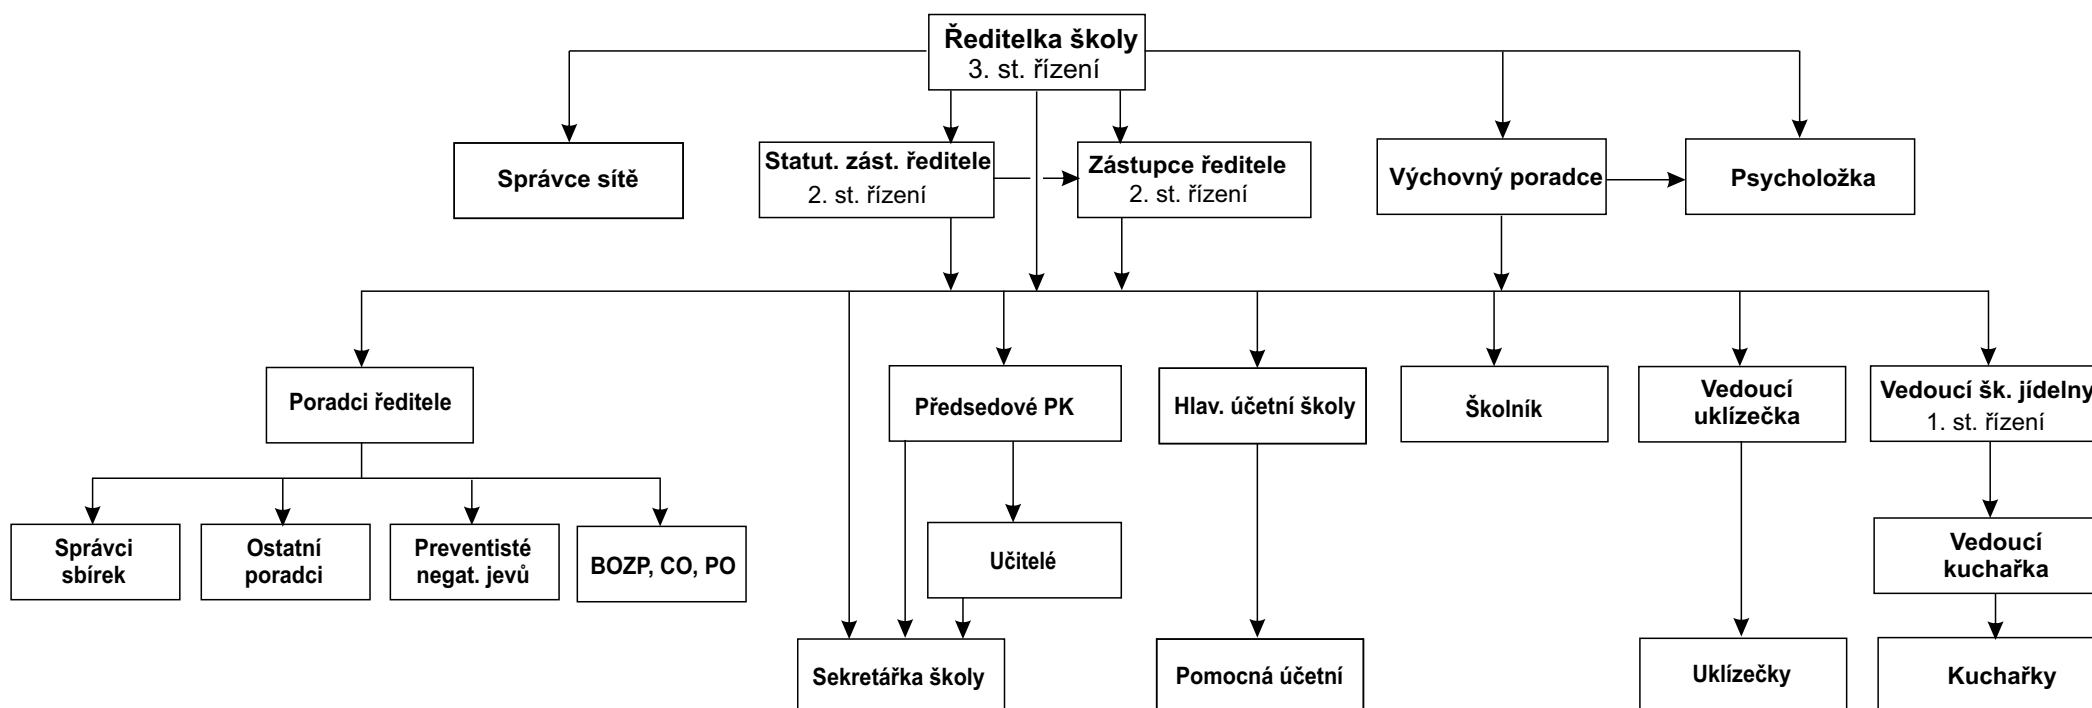 Ředitelka školy
3. st. řízení
Správce sítě
Statut. zást. ředitele
2. st. řízení
Zástupce ředitele
2. st. řízení
Výchovný poradce
Psycholožka
Poradci ředitele
Předsedové PK
Hlav. účetní školy
Školník
Vedoucí
uklízečka
Vedoucí šk. jídelny
1. st. řízení
Správci
sbírek
Ostatní
poradci
Preventisté
negat. jevů
BOZP, CO, PO
Učitelé
Vedoucí
kuchařka
Sekretářka školy
Pomocná účetní
Uklízečky
Kuchařky